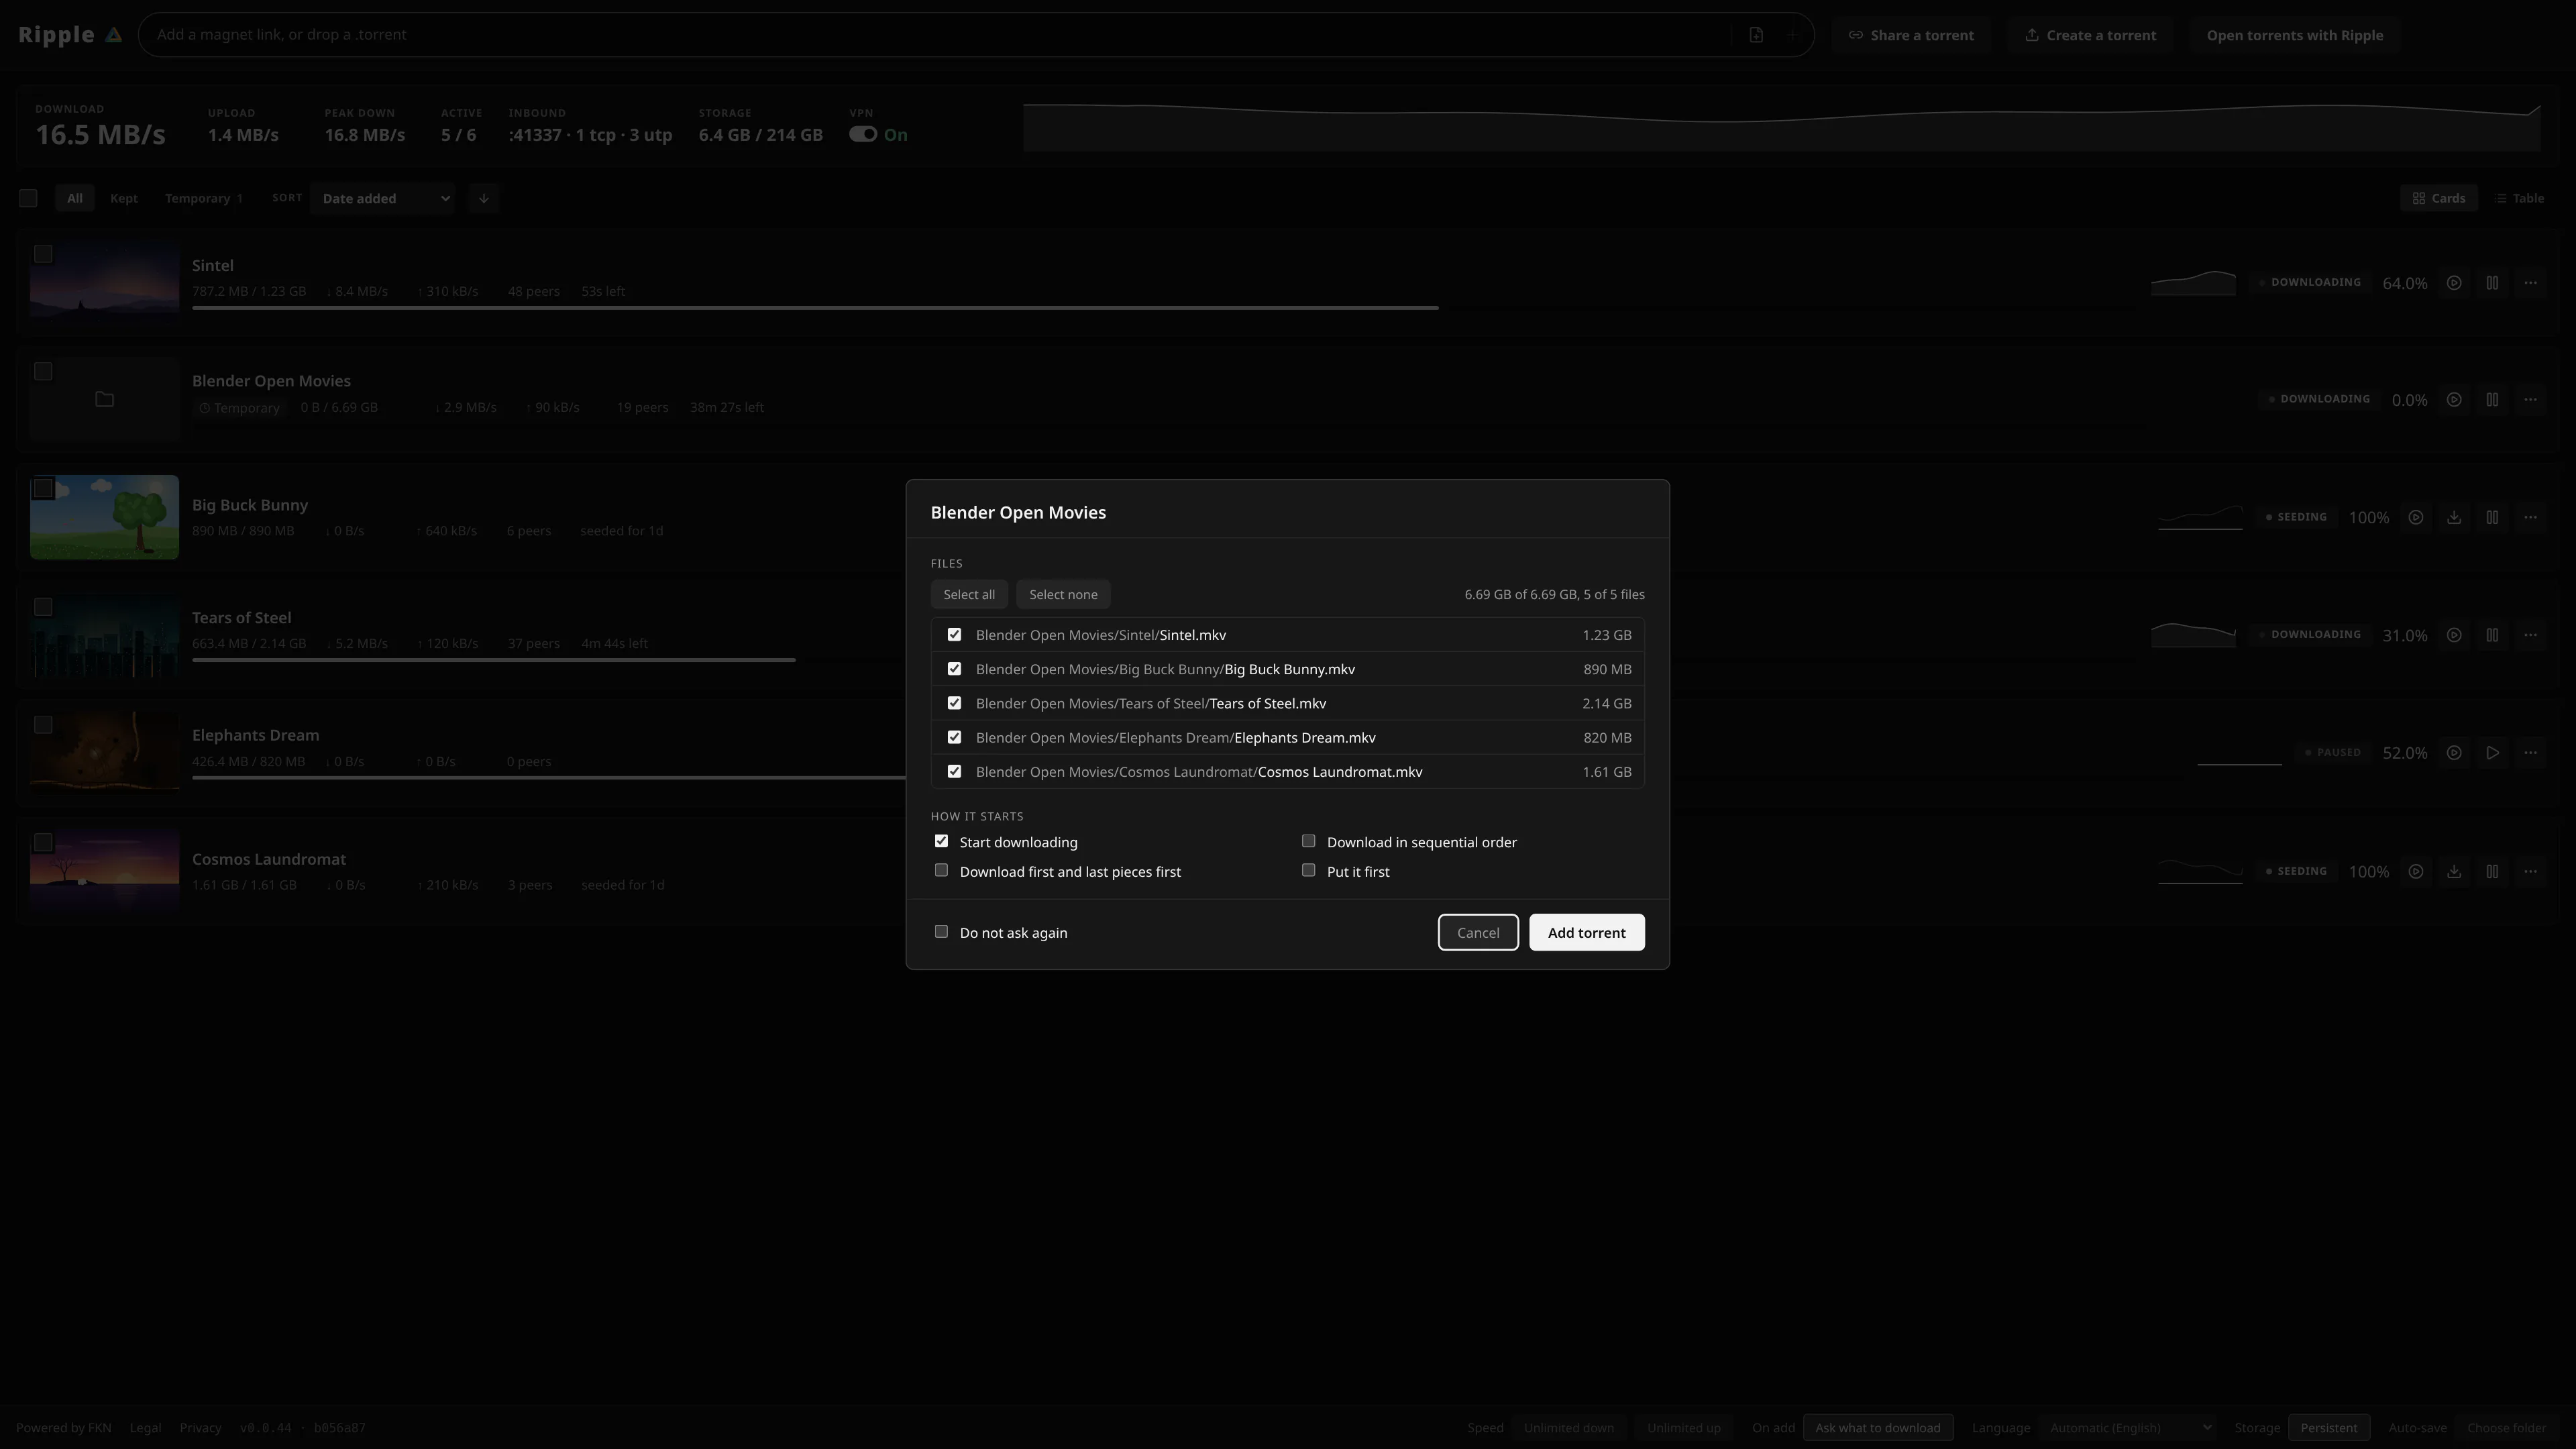 Ripple
Add a magnet link, or drop a .torrent
Share a torrent
Create a torrent
Open torrents with Ripple
DOWNLOAD
16.5 MB/s
UPLOAD
1.4 MB/s
PEAK DOWN
16.8 MB/s
ACTIVE
5 / 6
INBOUND
:41337 · 1 tcp · 3 utp
STORAGE
6.4 GB / 214 GB
VPN
On
All
Kept
Temporary 1
SORT
Date added
Cards
Table
Sintel
787.2 MB / 1.23 GB ↓ 8.4 MB/s ↑ 310 kB/s 48 peers 53s left
DOWNLOADING 64.0%
Blender Open Movies
Temporary 0 B / 6.69 GB ↓ 2.9 MB/s ↑ 90 kB/s 19 peers 38m 27s left
DOWNLOADING 0.0%
Big Buck Bunny
890 MB / 890 MB ↓ 0 B/s ↑ 640 kB/s 6 peers seeded for 1d
SEEDING 100%
Tears of Steel
663.4 MB / 2.14 GB ↓ 5.2 MB/s ↑ 120 kB/s 37 peers 4m 44s left
DOWNLOADING 31.0%
Elephants Dream
426.4 MB / 820 MB ↓ 0 B/s ↑ 0 B/s 0 peers
PAUSED 52.0%
Cosmos Laundromat
1.61 GB / 1.61 GB ↓ 0 B/s ↑ 210 kB/s 3 peers seeded for 1d
SEEDING 100%
Blender Open Movies
FILES
Select all
Select none
6.69 GB of 6.69 GB, 5 of 5 files
Blender Open Movies/Sintel/Sintel.mkv 1.23 GB
Blender Open Movies/Big Buck Bunny/Big Buck Bunny.mkv 890 MB
Blender Open Movies/Tears of Steel/Tears of Steel.mkv 2.14 GB
Blender Open Movies/Elephants Dream/Elephants Dream.mkv 820 MB
Blender Open Movies/Cosmos Laundromat/Cosmos Laundromat.mkv 1.61 GB
HOW IT STARTS
Start downloading
Download in sequential order
Download first and last pieces first
Put it first
Do not ask again
Cancel
Add torrent
Powered by FKN
Legal
Privacy
v0.0.44 · b056a87
Speed
Unlimited down
Unlimited up
On add
Ask what to download
Language
Automatic (English)
Storage
Persistent
Auto-save
Choose folder